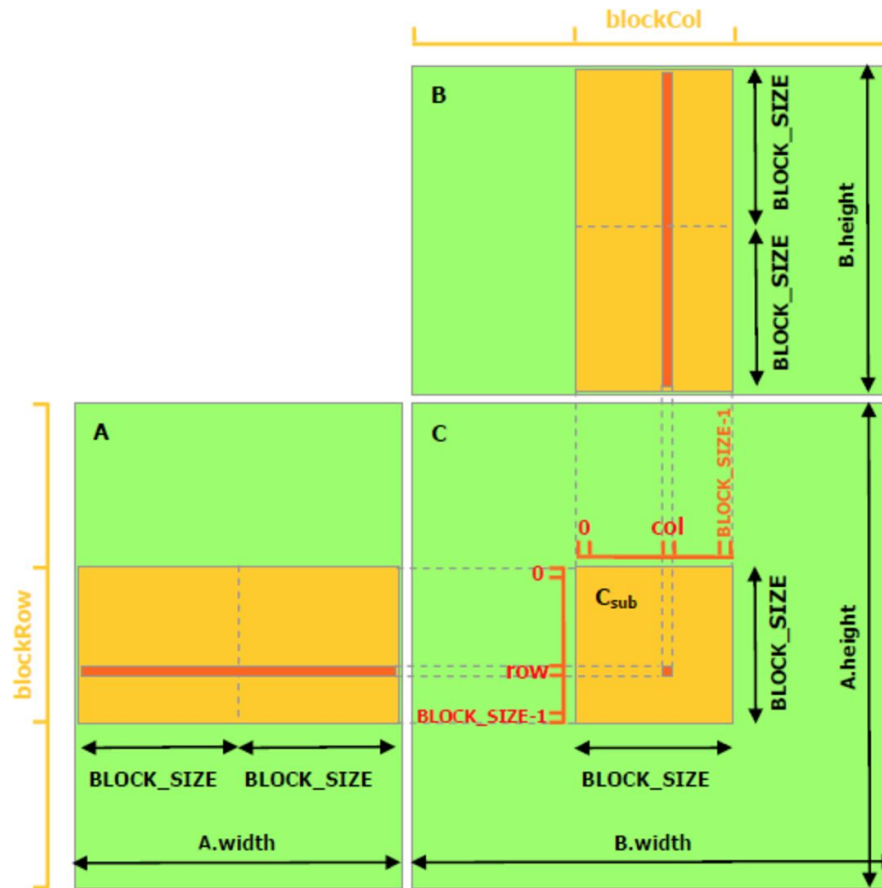 blockCol
B
BLOCK_SIZE
B.height
BLOCK_SIZE
blockRow
A
C
BLOCK_SIZE-1
0
col
0
C_sub
BLOCK_SIZE
A.height
row
BLOCK_SIZE-1
BLOCK_SIZE
BLOCK_SIZE
BLOCK_SIZE
A.width
B.width